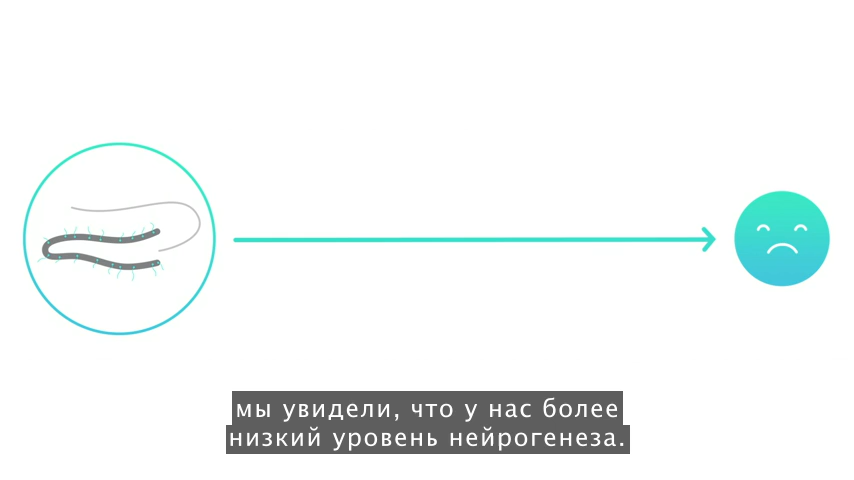 мы увидели, что у нас более
низкий уровень нейрогенеза.